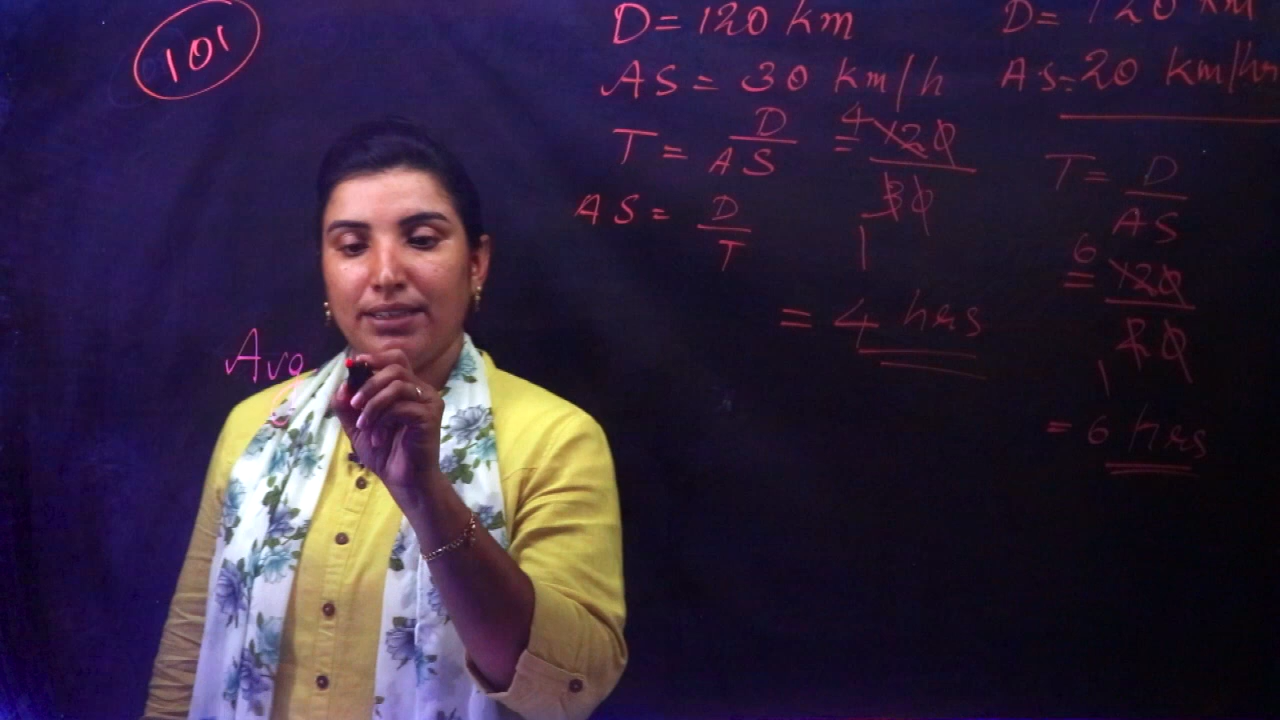 101
D = 120 km
AS = 30 km/h
T = D/AS = 4 120/30 1
AS = D/T
= 4 hrs
D = 120 km
AS = 20 km/hr
T = D/AS
= 6 120/20 1
= 6 hrs
Avg